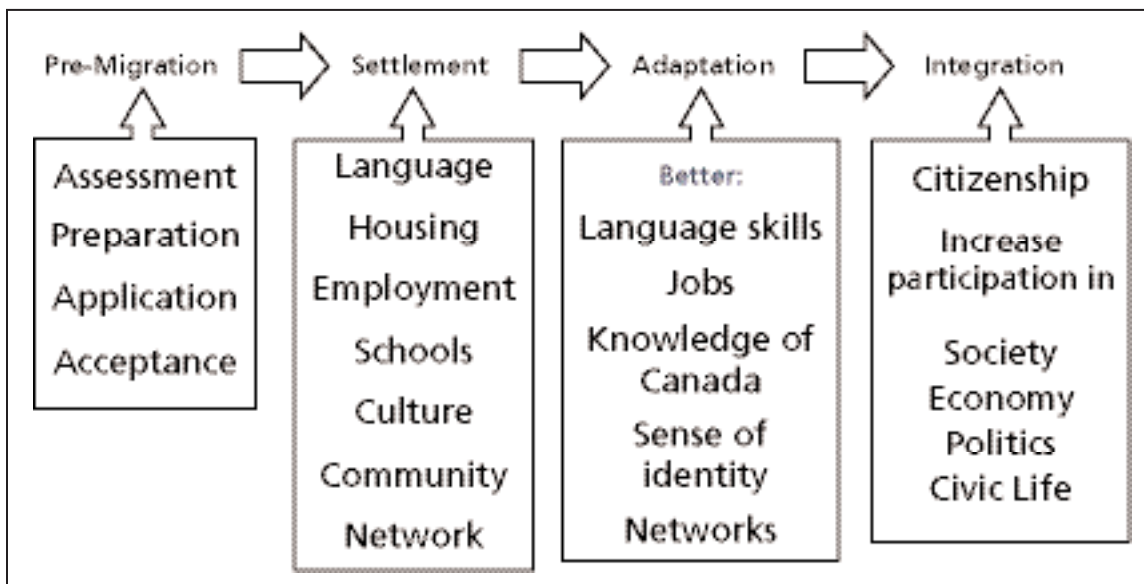 Pre-Migration
Settlement
Adaptation
Integration
Assessment
Preparation
Application
Acceptance
Language
Housing
Employment
Schools
Culture
Community
Network
Better:
Language skills
Jobs
Knowledge of
Canada
Sense of
identity
Networks
Citizenship
Increase
participation in
Society
Economy
Politics
Civic Life